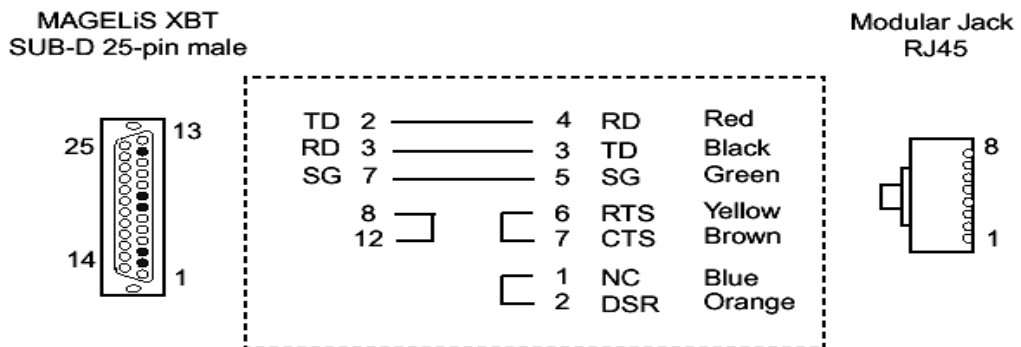 MAGELiS XBT
SUB-D 25-pin male
Modular Jack
RJ45
25
13
14
1
TD 2 4 RD Red
RD 3 3 TD Black
SG 7 5 SG Green
8 6 RTS Yellow
12 7 CTS Brown
1 NC Blue
2 DSR Orange
8
1